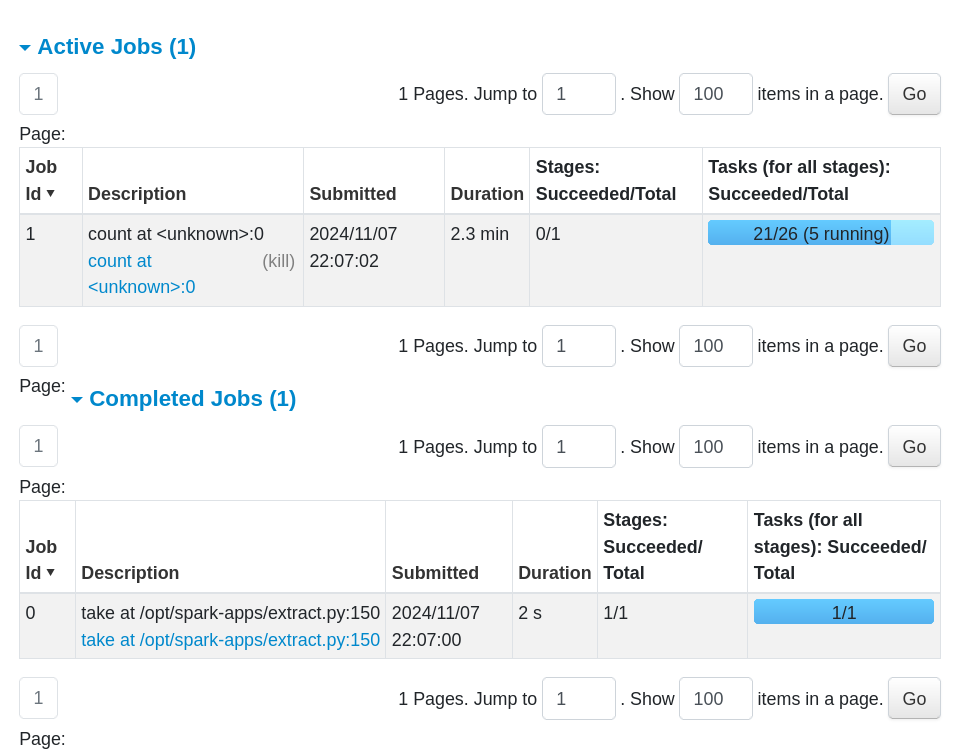 Active Jobs (1)
1 1 Pages. Jump to 1 . Show 100 items in a page. Go
Page:
Job Id ▾ Description Submitted Duration Stages: Succeeded/Total Tasks (for all stages): Succeeded/Total
1 count at <unknown>:0 2024/11/07 2.3 min 0/1 21/26 (5 running)
count at (kill) 22:07:02
<unknown>:0
1 1 Pages. Jump to 1 . Show 100 items in a page. Go
Page:
Completed Jobs (1)
1 1 Pages. Jump to 1 . Show 100 items in a page. Go
Page:
Job Id ▾ Description Submitted Duration Stages: Succeeded/Total Tasks (for all stages): Succeeded/Total
0 take at /opt/spark-apps/extract.py:150 2024/11/07 2 s 1/1 1/1
take at /opt/spark-apps/extract.py:150 22:07:00
1 1 Pages. Jump to 1 . Show 100 items in a page. Go
Page: